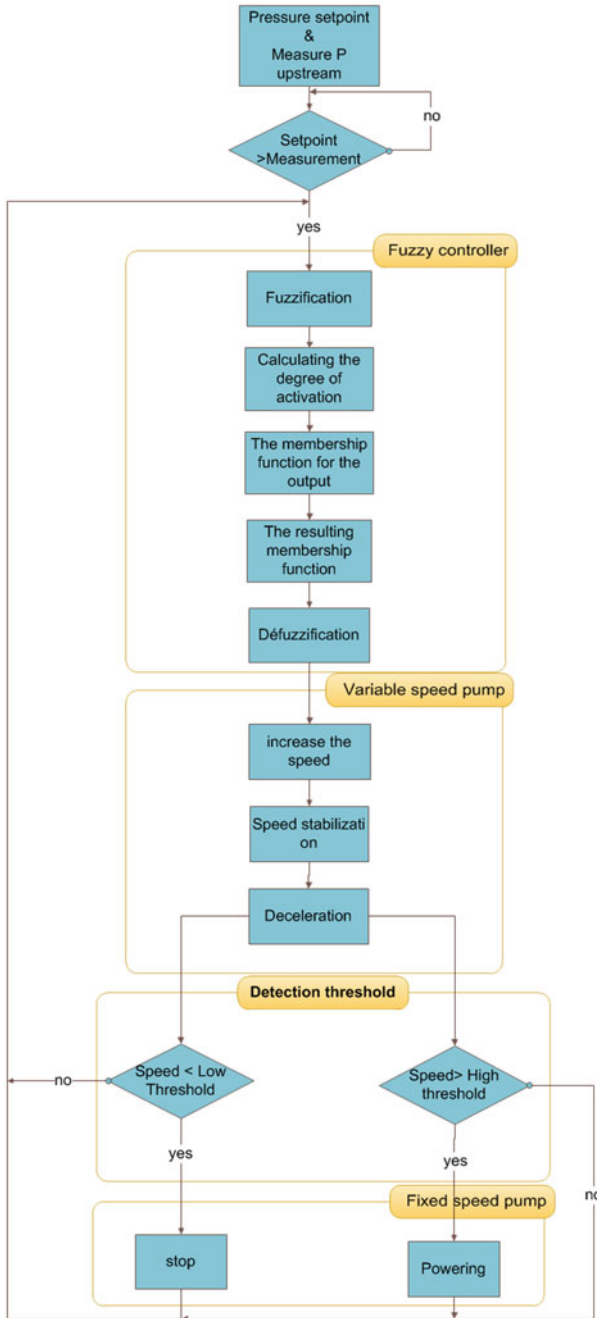 Pressure setpoint
&
Measure P
upstream
no
Setpoint
>Measurement
yes
Fuzzy controller
Fuzzification
Calculating the
degree of
activation
The membership
function for the
output
The resulting
membership
function
Défuzzification
Variable speed pump
increase the
speed
Speed stabilizati
on
Deceleration
Detection threshold
no
Speed < Low
Threshold
Speed> High
threshold
yes
yes
no
Fixed speed pump
stop
Powering